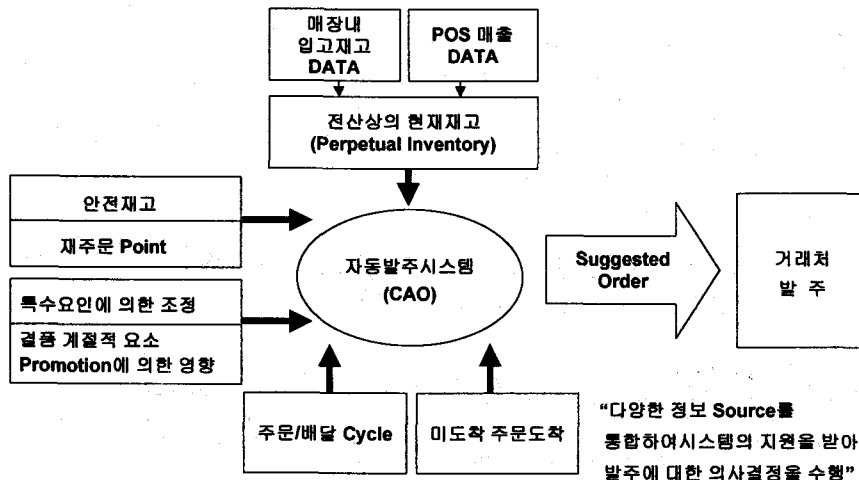 매장내
입고재고
DATA
POS 매출
DATA
전산상의 현재재고
(Perpetual Inventory)
안전재고
재주문 Point
자동발주시스템
(CAO)
Suggested
Order
거래처
발 주
특수요인에 의한 조정
결품 계절적 요소
Promotion에 의한 영향
주문/배달 Cycle
미도착 주문도착
“다양한 정보 Source를
통합하여시스템의 지원을 받아
발주에 대한 의사결정을 수행”